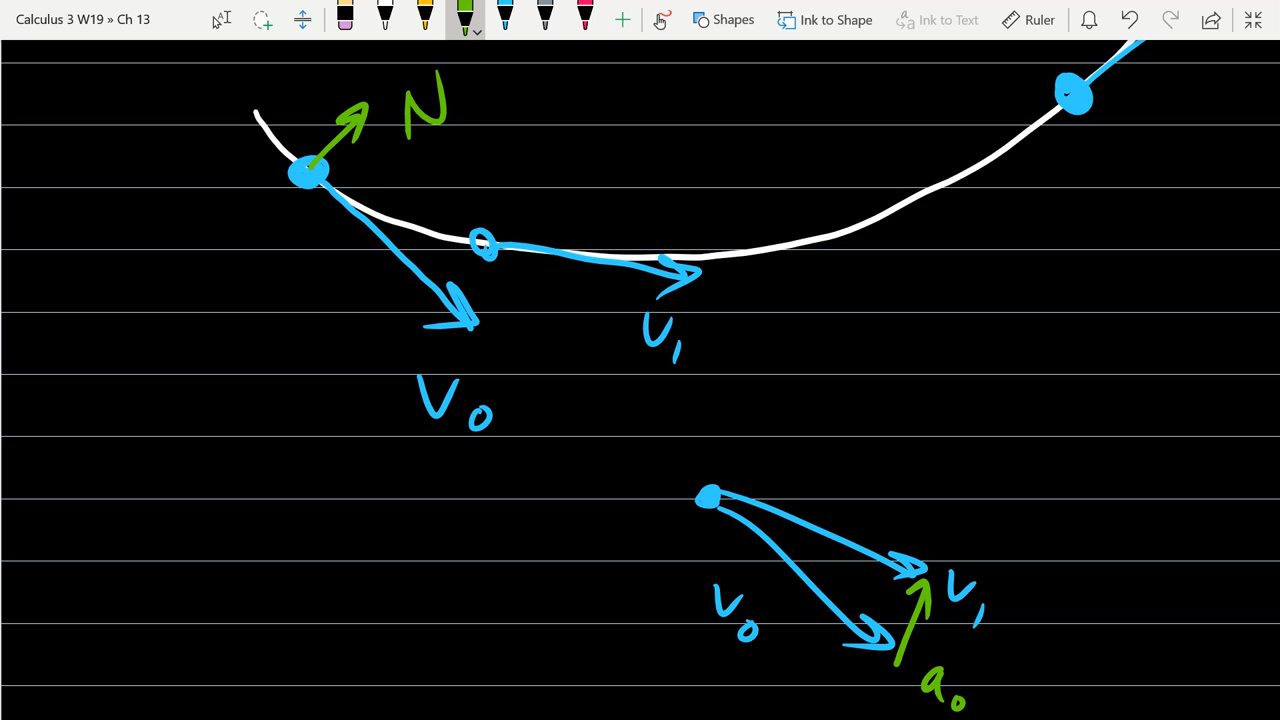 Calculus 3 W19 » Ch 13
Shapes
Ink to Shape
Ink to Text
Ruler
N
V₁
V₀
V₀
V₁
a₀